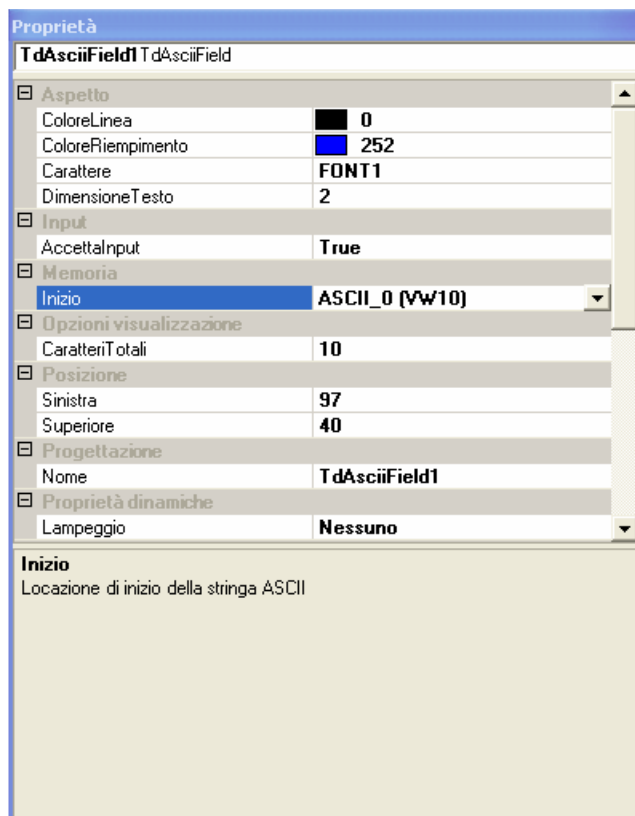 Proprietà
TdAsciiField1 TdAsciiField
Aspetto
ColoreLinea 0
ColoreRiempimento 252
Carattere FONT1
DimensioneTesto 2
Input
AccettaInput True
Memoria
Inizio ASCII_0 (VW10)
Opzioni visualizzazione
CaratteriTotali 10
Posizione
Sinistra 97
Superiore 40
Progettazione
Nome TdAsciiField1
Proprietà dinamiche
Lampeggio Nessuno
Inizio
Locazione di inizio della stringa ASCII